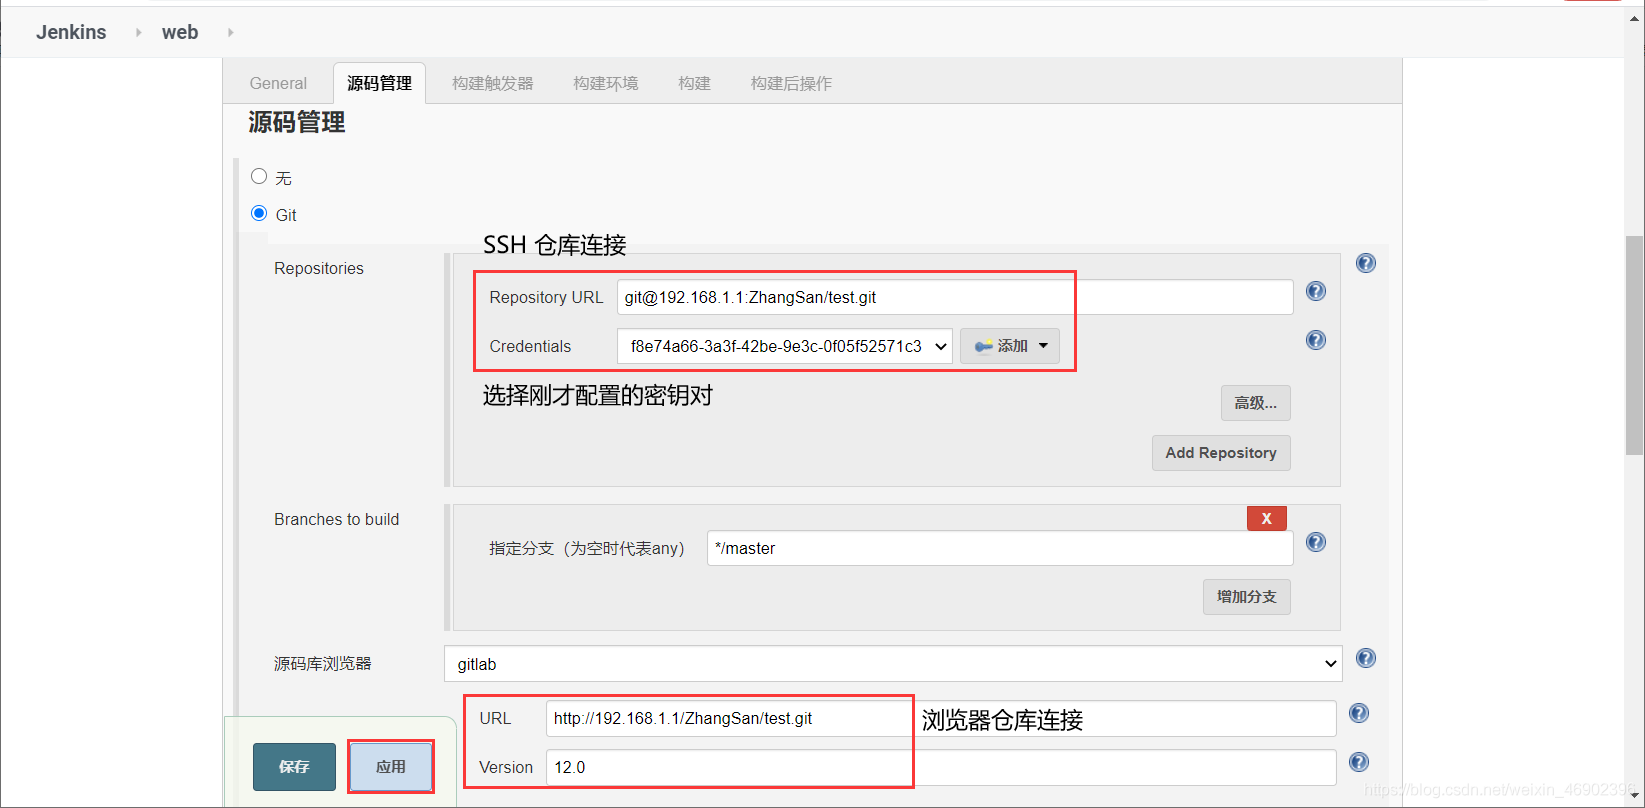 Jenkins web
General 源码管理 构建触发器 构建环境 构建 构建后操作
源码管理
无
Git
SSH 仓库连接
Repositories
Repository URL git@192.168.1.1:ZhangSan/test.git
Credentials f8e74a66-3a3f-42be-9e3c-0f05f52571c3 添加
选择刚才配置的密钥对
高级...
Add Repository
Branches to build
X
指定分支（为空时代表any） */master
增加分支
源码库浏览器 gitlab
URL http://192.168.1.1/ZhangSan/test.git 浏览器仓库连接
Version 12.0
保存 应用